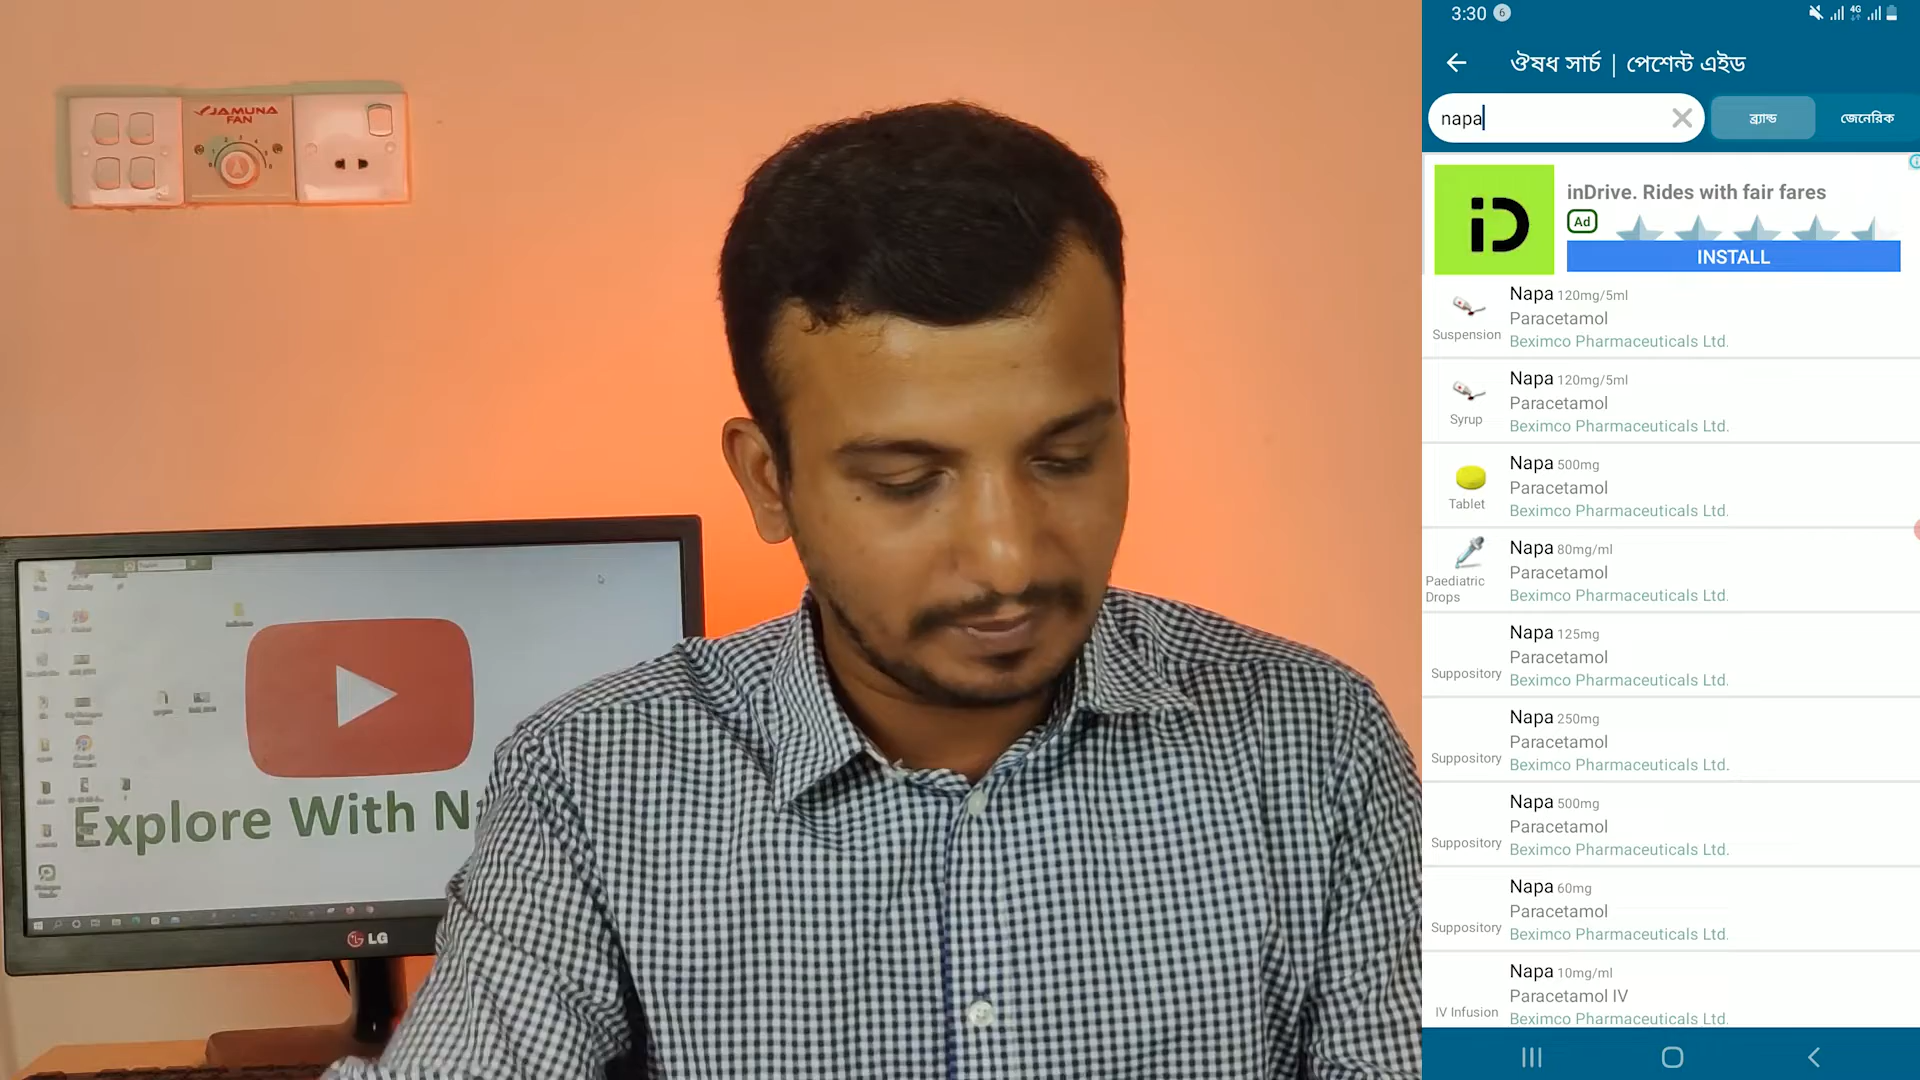 JAMUNA
FAN
Explore With N
LG
3:30
6
4G
ঔষধ সার্চ | পেশেন্ট এইড
napa
ব্র্যান্ড
জেনেরিক
inDrive. Rides with fair fares
Ad
INSTALL
Napa 120mg/5ml
Paracetamol
Suspension
Beximco Pharmaceuticals Ltd.
Napa 120mg/5ml
Paracetamol
Syrup
Beximco Pharmaceuticals Ltd.
Napa 500mg
Paracetamol
Tablet
Beximco Pharmaceuticals Ltd.
Napa 80mg/ml
Paracetamol
Paediatric
Drops
Beximco Pharmaceuticals Ltd.
Napa 125mg
Paracetamol
Suppository
Beximco Pharmaceuticals Ltd.
Napa 250mg
Paracetamol
Suppository
Beximco Pharmaceuticals Ltd.
Napa 500mg
Paracetamol
Suppository
Beximco Pharmaceuticals Ltd.
Napa 60mg
Paracetamol
Suppository
Beximco Pharmaceuticals Ltd.
Napa 10mg/ml
Paracetamol IV
IV Infusion
Beximco Pharmaceuticals Ltd.